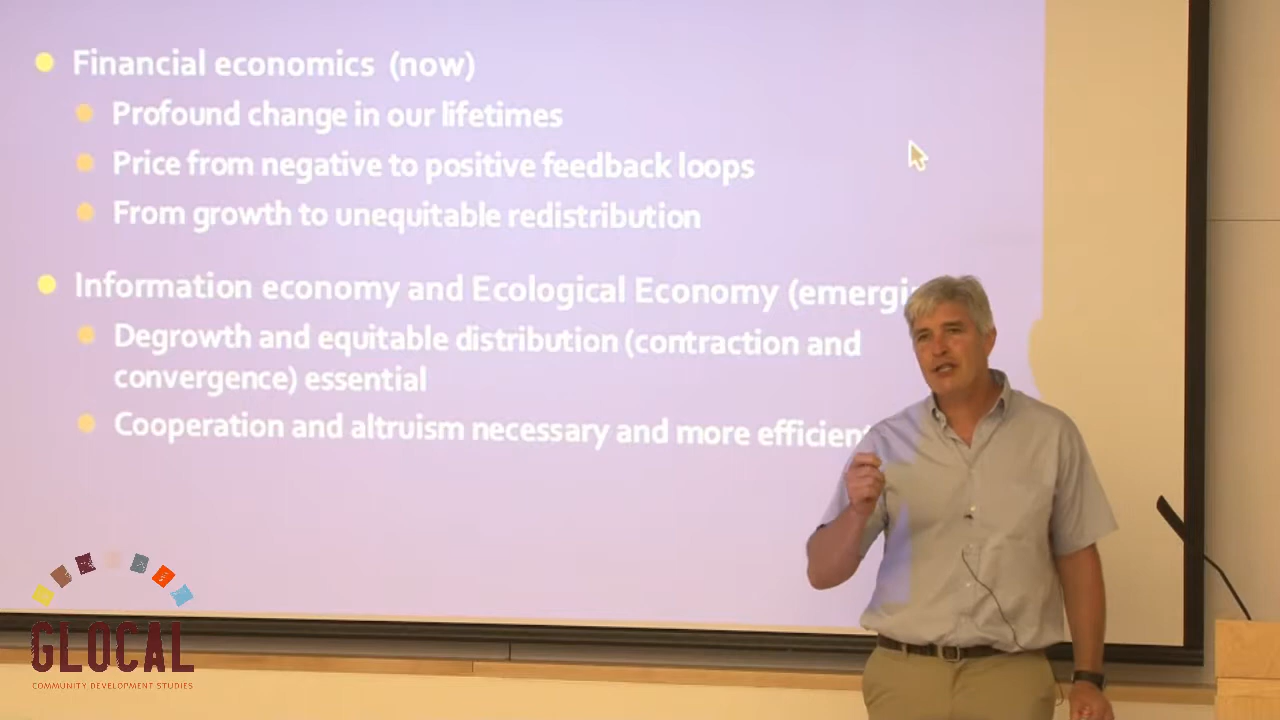 Financial economics (now)
Profound change in our lifetimes
Price from negative to positive feedback loops
From growth to unequitable redistribution
Information economy and Ecological Economy (emergi
Degrowth and equitable distribution (contraction and
convergence) essential
Cooperation and altruism necessary and more efficient
GLOCAL
COMMUNITY DEVELOPMENT STUDIES